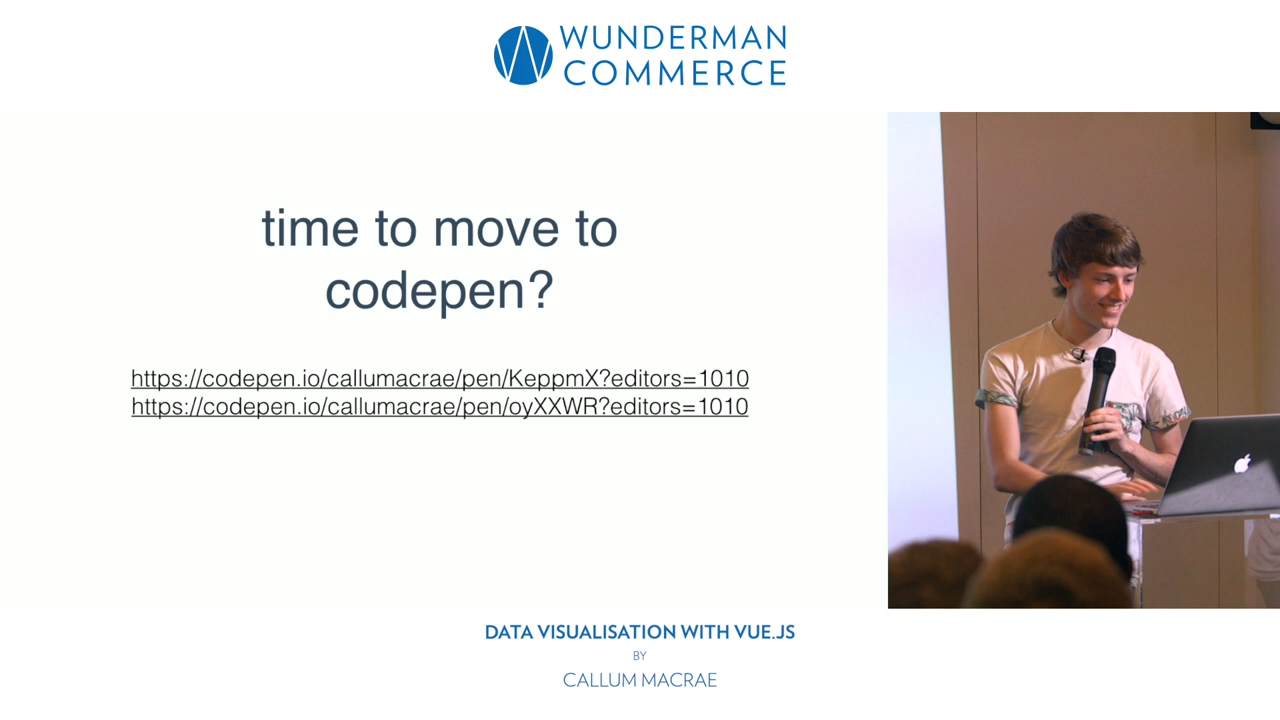 WUNDERMAN
COMMERCE
time to move to
codepen?
https://codepen.io/callumacrae/pen/KeppmX?editors=1010
https://codepen.io/callumacrae/pen/oyXXWR?editors=1010
DATA VISUALISATION WITH VUE.JS
BY
CALLUM MACRAE